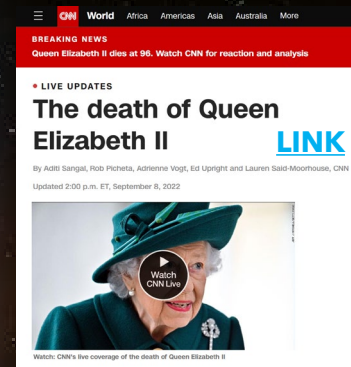 CNN World Africa Americas Asia Australia More
BREAKING NEWS
Queen Elizabeth II dies at 96. Watch CNN for reaction and analysis
LIVE UPDATES
The death of Queen
Elizabeth II LINK
By Aditi Sangal, Rob Picheta, Adrienne Vogt, Ed Upright and Lauren Said-Moorhouse, CNN
Updated 2:00 p.m. ET, September 8, 2022
Watch
CNN Live
Watch: CNN's live coverage of the death of Queen Elizabeth II